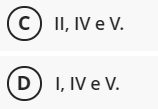 C II, IV e V.
D I, IV e V.